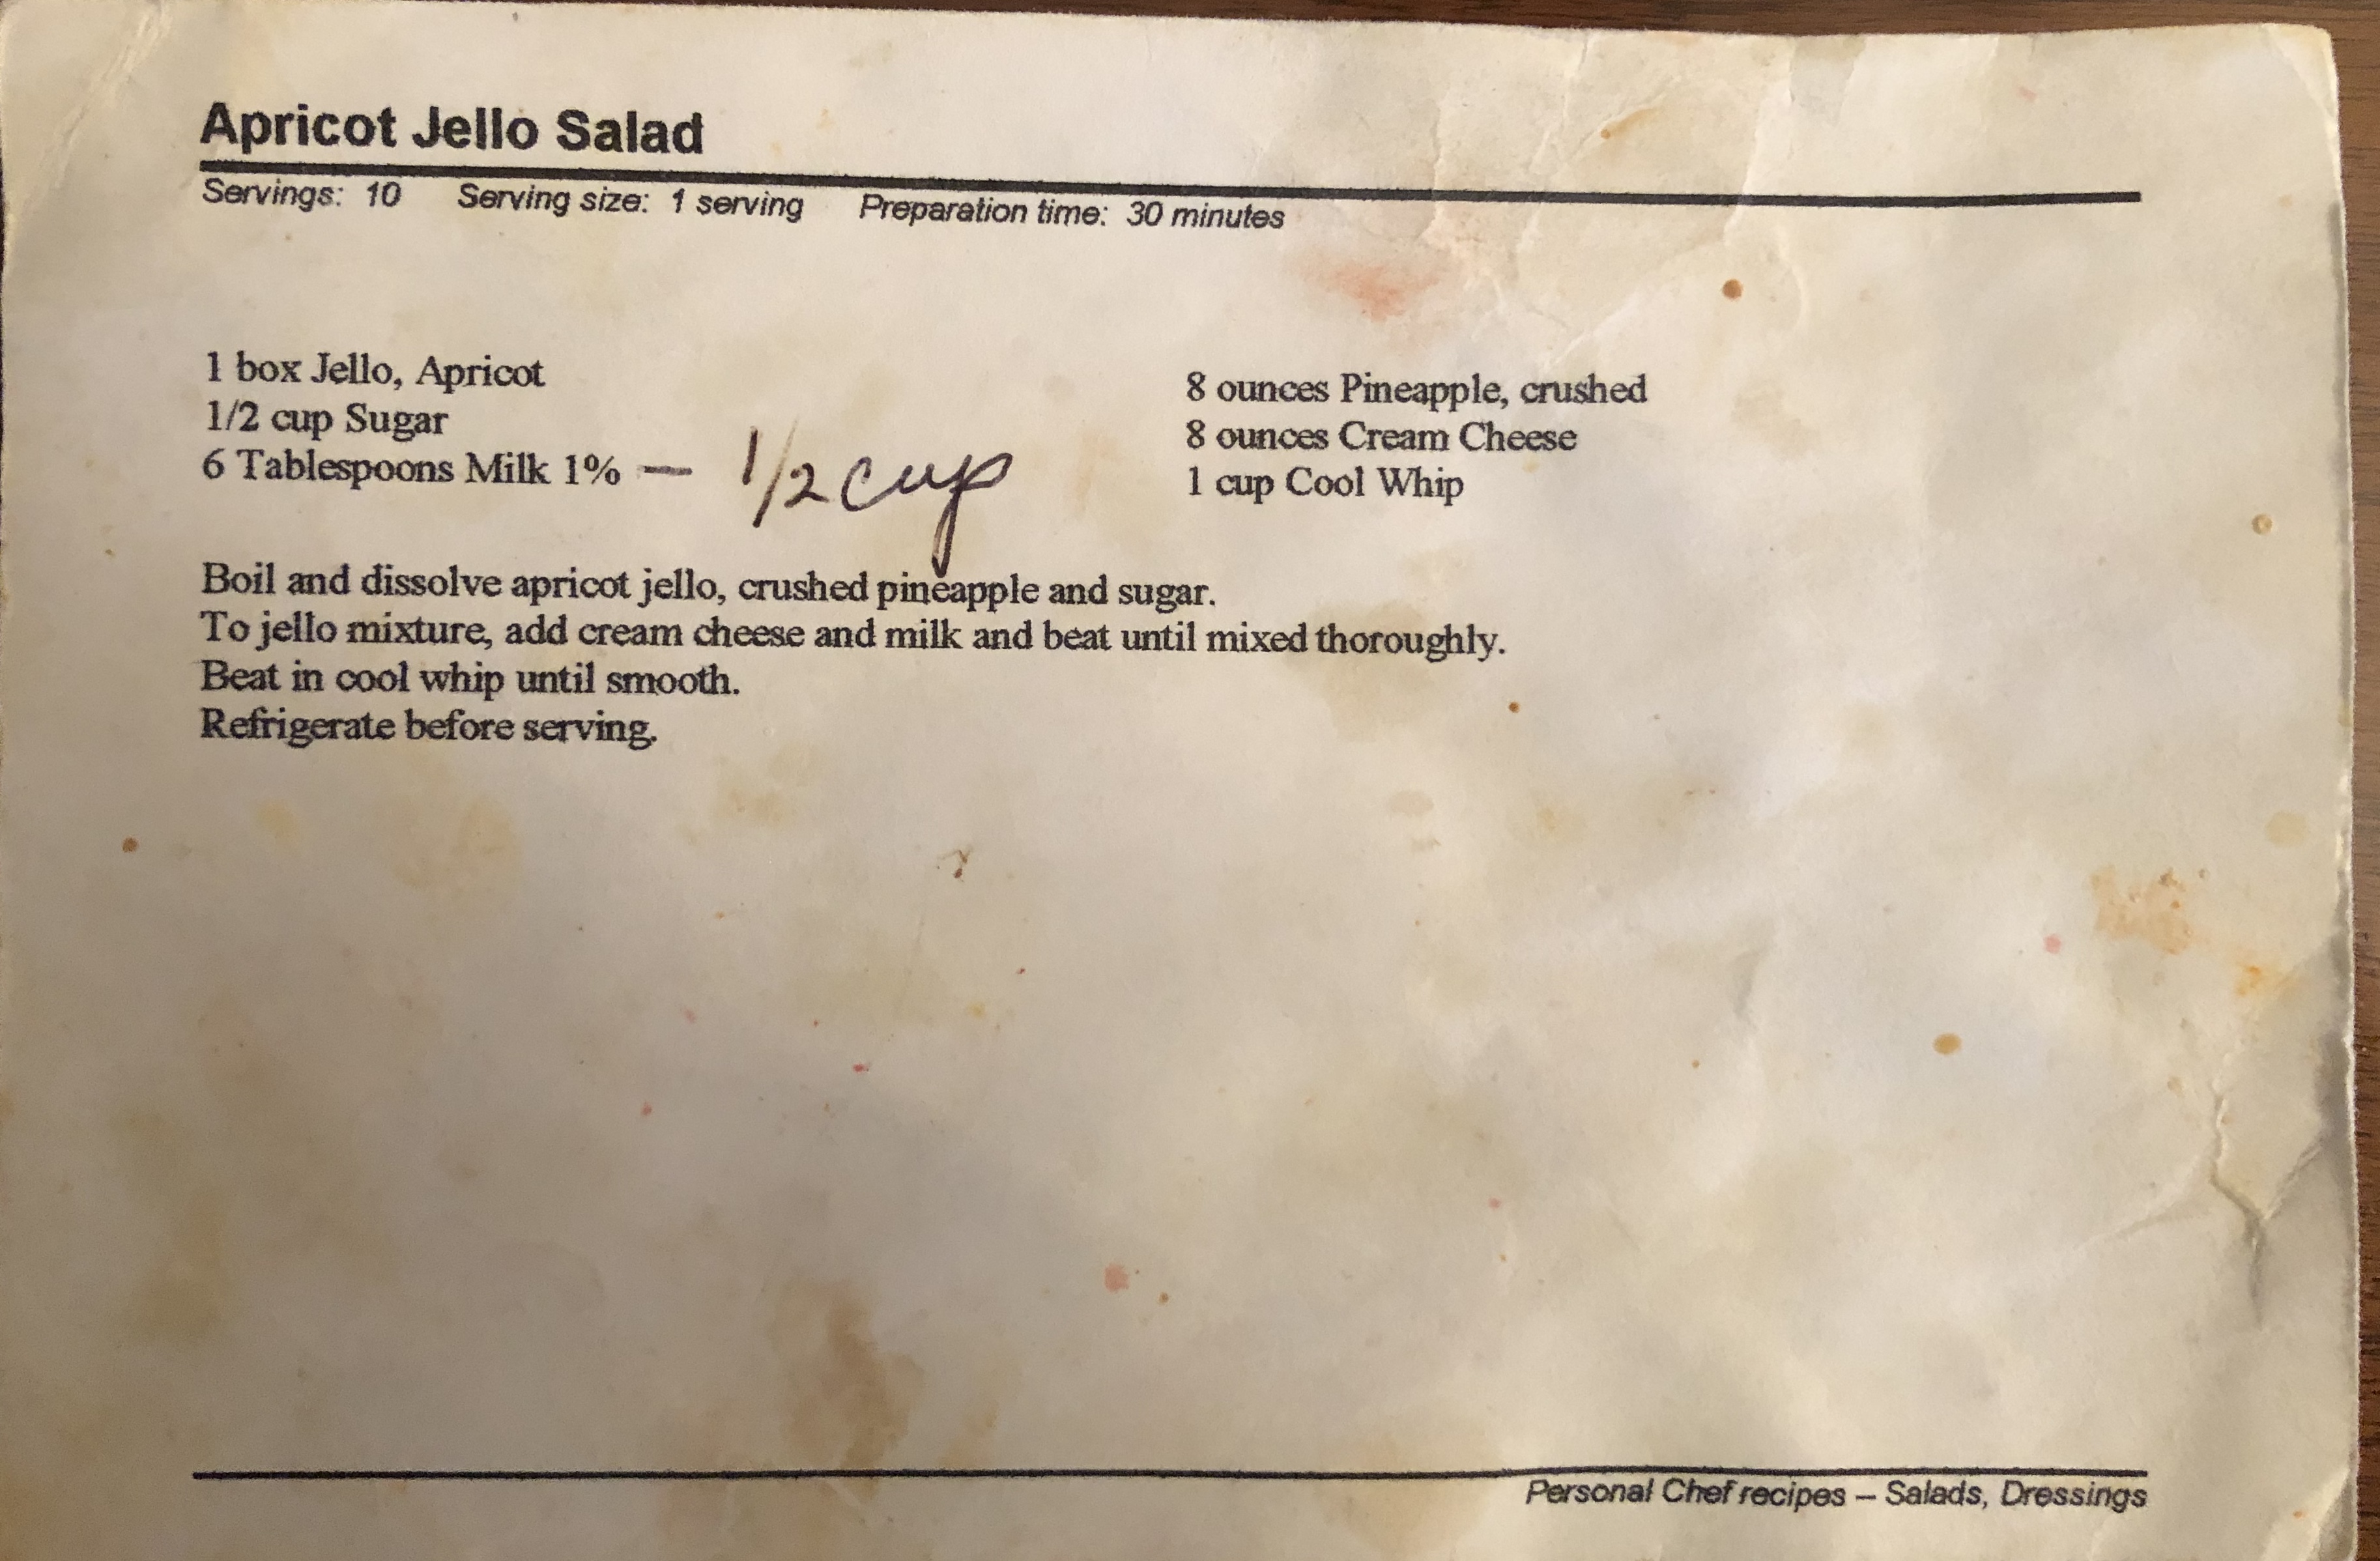 Apricot Jello Salad
Servings: 10 Serving size: 1 serving Preparation time: 30 minutes
1 box Jello, Apricot
1/2 cup Sugar
6 Tablespoons Milk 1% — 1/2 cup
8 ounces Pineapple, crushed
8 ounces Cream Cheese
1 cup Cool Whip
Boil and dissolve apricot jello, crushed pineapple and sugar.
To jello mixture, add cream cheese and milk and beat until mixed thoroughly.
Beat in cool whip until smooth.
Refrigerate before serving.
Personal Chef recipes – Salads, Dressings